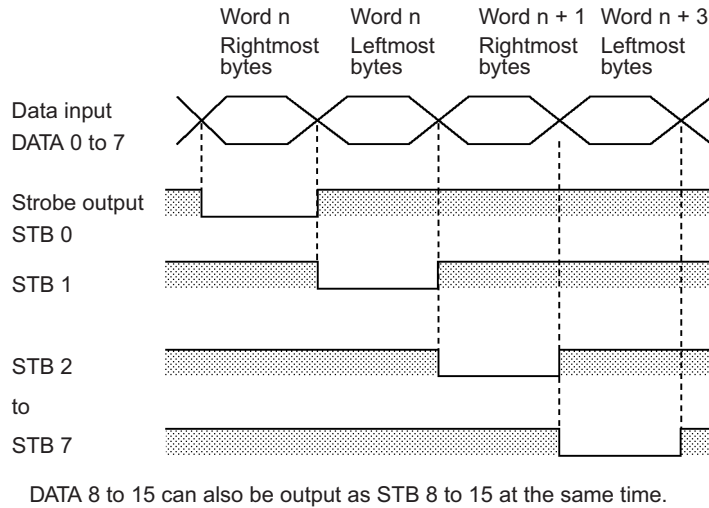 Word n Word n Word n + 1 Word n + 3
Rightmost Leftmost Rightmost Leftmost
bytes bytes bytes bytes
Data input
DATA 0 to 7
Strobe output
STB 0
STB 1
STB 2
to
STB 7
DATA 8 to 15 can also be output as STB 8 to 15 at the same time.